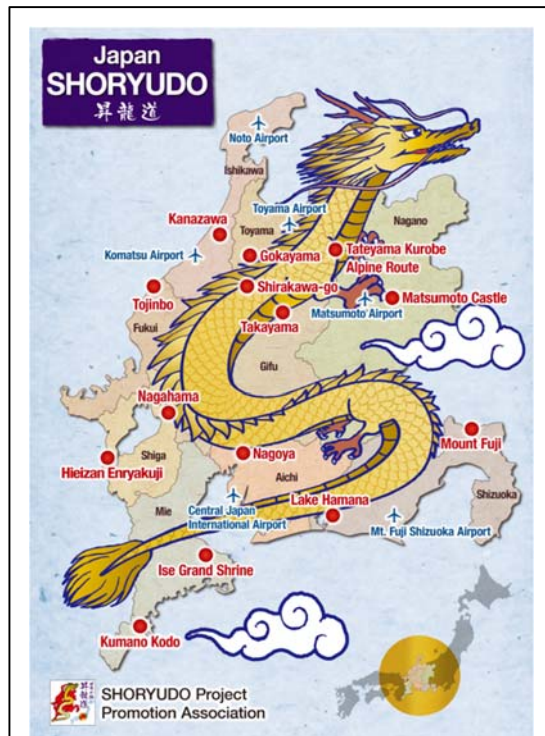 Japan
SHORYUDO
昇龍道
Noto Airport
Ishikawa
Kanazawa
Toyama Airport
Toyama
Nagano
Komatsu Airport
Gokayama
Tateyama Kurobe
Alpine Route
Tojinbo
Shirakawa-go
Matsumoto Castle
Matsumoto Airport
Takayama
Fukui
Gifu
Nagahama
Mount Fuji
Shiga
Nagoya
Hieizan Enryakuji
Aichi
Shizuoka
Mie
Central Japan
International Airport
Lake Hamana
Mt. Fuji Shizuoka Airport
Ise Grand Shrine
Kumano Kodo
昇龍道
SHORYUDO Project
Promotion Association